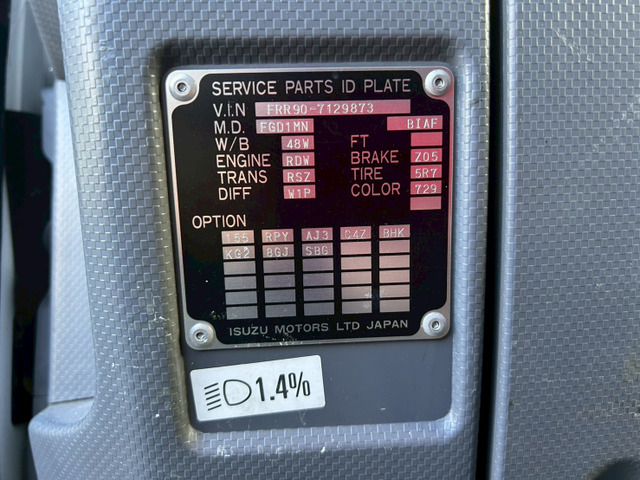 SERVICE PARTS ID PLATE
V.I.N FRR90-7129873
M.D. FGD1MN BIAF
W/B 48W FT
ENGINE RDW BRAKE Z05
TRANS RSZ TIRE 5R7
DIFF W1P COLOR 729
OPTION
155 RPY AJ3 C4Z BHK
KG2 8GJ SBG
ISUZU MOTORS LTD JAPAN
1.4%